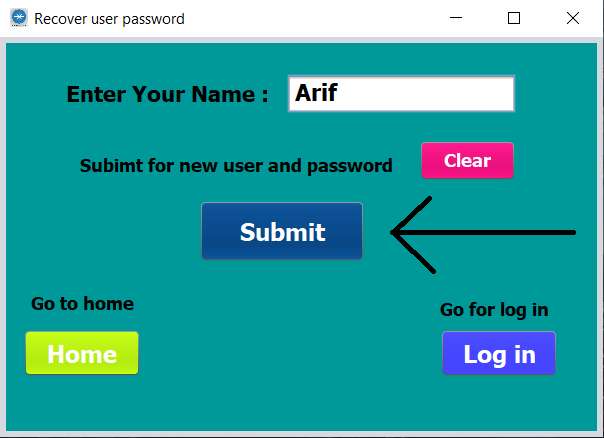 Recover user password
Enter Your Name : Arif
Subimt for new user and password Clear
Submit
Go to home
Go for log in
Home
Log in